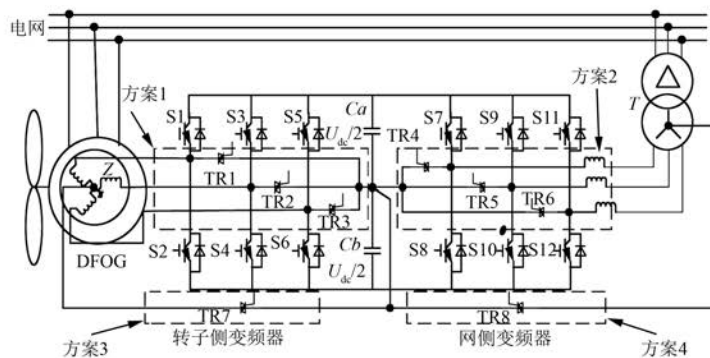 电网
方案1
方案2
S1
S3
S5
Ca
U_dc/2
S7
S9
S11
T
TR4
Z
TR1
TR2
TR3
TR5
TR6
S2
S4
S6
Cb
U_dc/2
S8
S10
S12
DFOG
TR7
TR8
方案3
转子侧变频器
网侧变频器
方案4